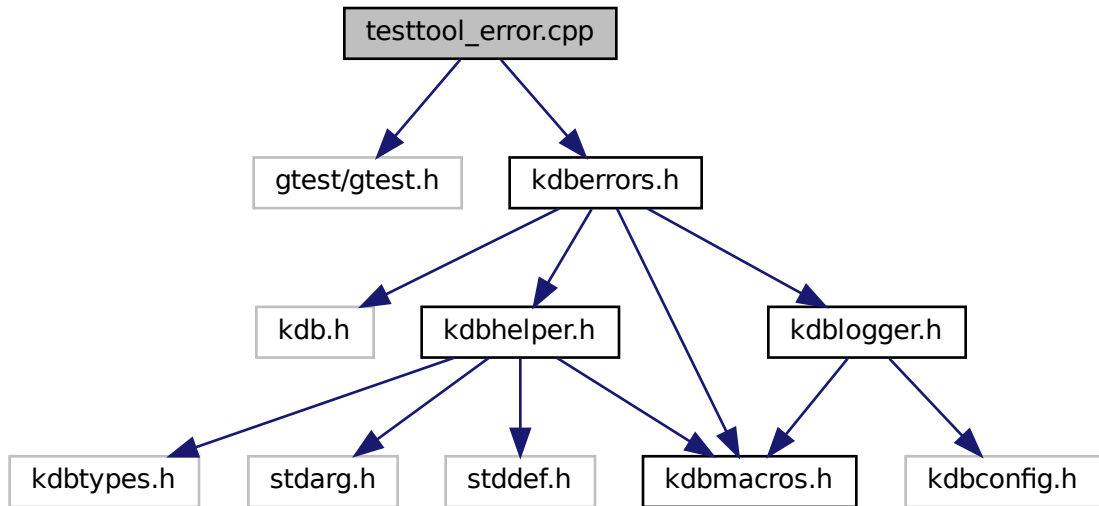 testtool_error.cpp
gtest/gtest.h
kdberrors.h
kdb.h
kdbhelper.h
kdblogger.h
kdbtypes.h
stdarg.h
stddef.h
kdbmacros.h
kdbconfig.h